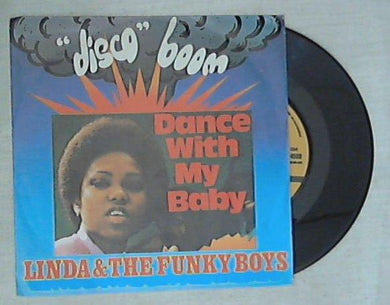 "disco" boom
Dance
With
My
Baby
LINDA & THE FUNKY BOYS